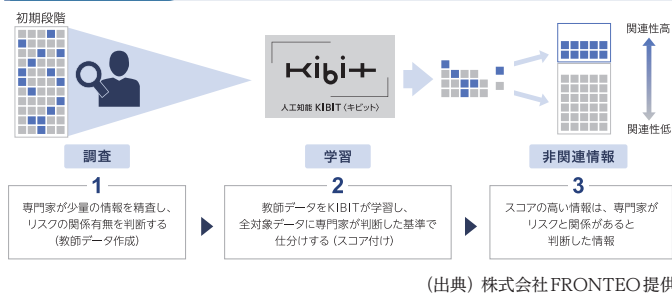 初期段階
関連性高
KIBIT
人工知能 KIBIT（キビット）
関連性低
調査
学習
非関連情報
1
専門家が少量の情報を精査し、
リスクの関係有無を判断する
（教師データ作成）
2
教師データをKIBITが学習し、
全対象データに専門家が判断した基準で
仕分けする（スコア付け）
3
スコアの高い情報は、専門家が
リスクと関係があると
判断した情報
（出典）株式会社FRONTEO提供